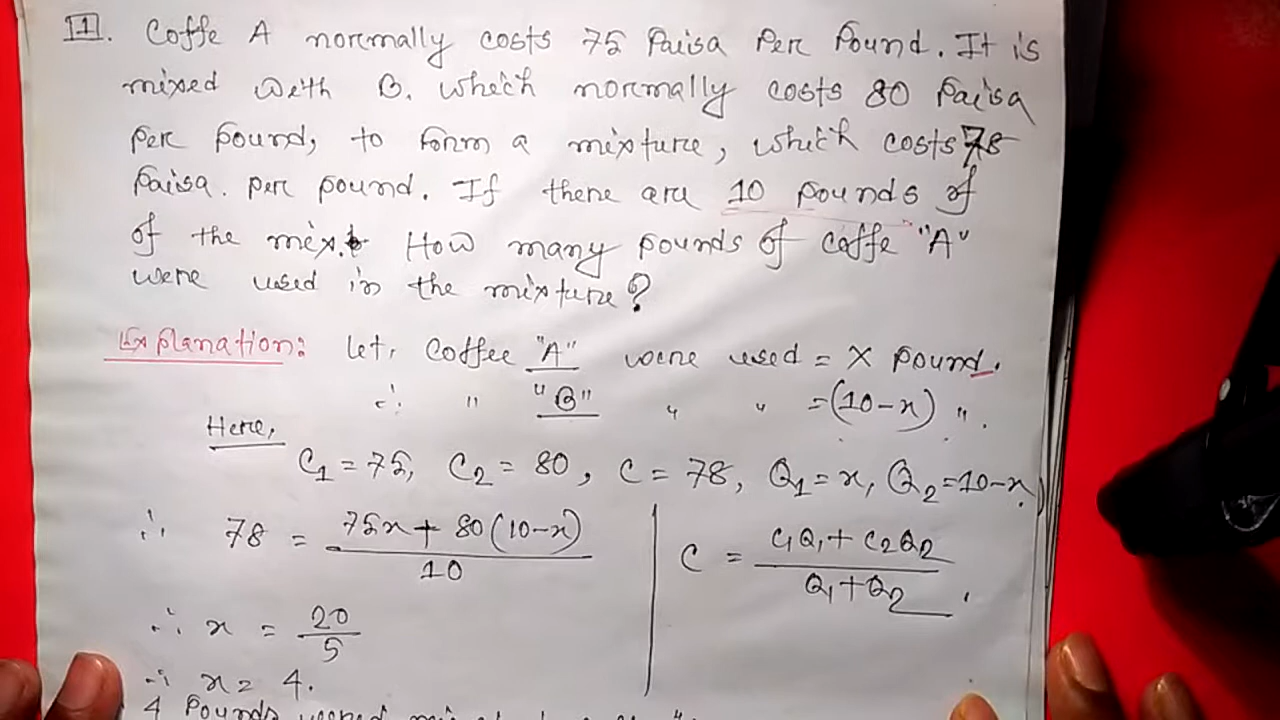 1. Coffe A normally costs 75 Paisa Per Pound. It is
mixed with B. which normally costs 80 Paisa
Per pound, to form a mixture, which costs 78
Paisa. per pound. If there are 10 pounds of
of the mix. How many pounds of coffe "A"
were used in the mixture?
Explanation: Let, Coffee "A" were used = X pound.
∴ " "B" " " =(10-x) ".
Here,
C₁ = 75, C₂ = 80, C = 78, Q₁ = x, Q₂ = 10-x
∴ 78 = (75x + 80(10-x))/10
C = (C₁Q₁ + C₂Q₂)/(Q₁ + Q₂).
∴ x = 20/5
∴ x = 4.
4 Pounds